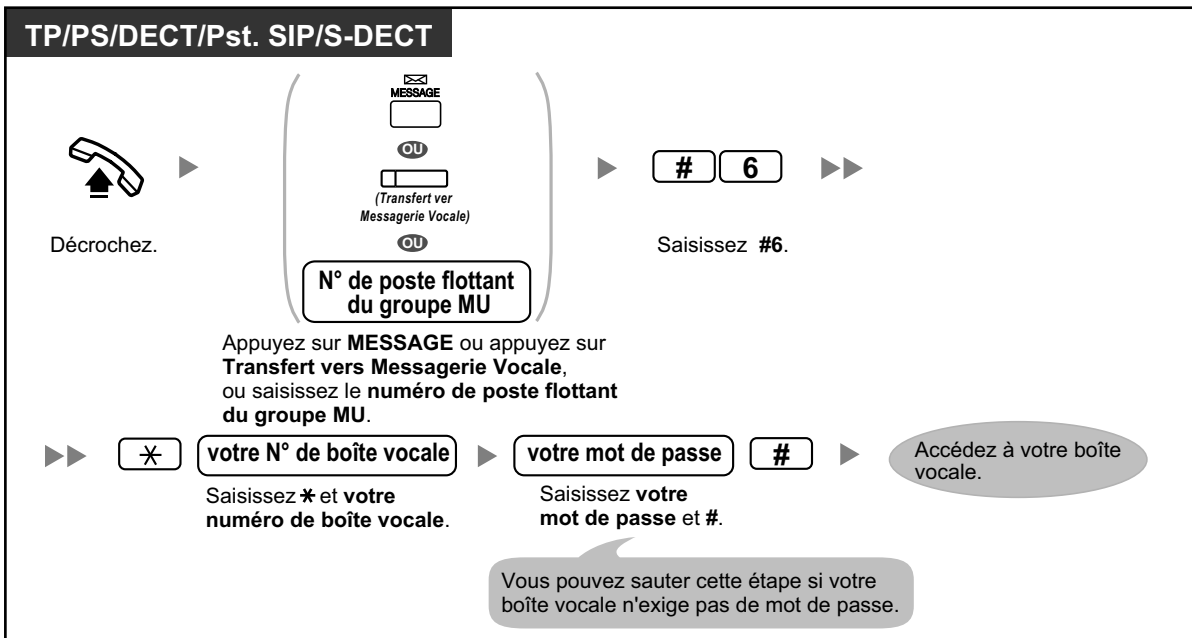 TP/PS/DECT/Pst. SIP/S-DECT
MESSAGE
OU
(Transfert ver
Messagerie Vocale)
OU
N° de poste flottant
du groupe MU
# 6
Décrochez.
Saisissez #6.
Appuyez sur MESSAGE ou appuyez sur
Transfert vers Messagerie Vocale,
ou saisissez le numéro de poste flottant
du groupe MU.
* votre N° de boîte vocale
votre mot de passe #
Accédez à votre boîte
vocale.
Saisissez * et votre
numéro de boîte vocale.
Saisissez votre
mot de passe et #.
Vous pouvez sauter cette étape si votre
boîte vocale n'exige pas de mot de passe.